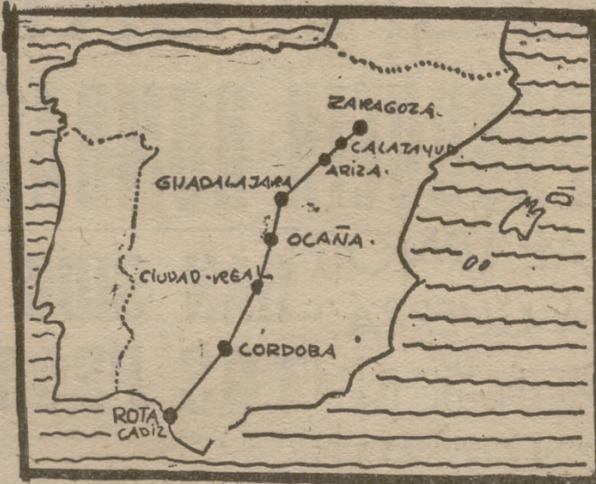 ZARAGOZA.
CALATAYUD
ARIZA.
GUADALAJARA
OCAÑA.
CIUDAD-REAL
CORDOBA
ROTA
CADIZ